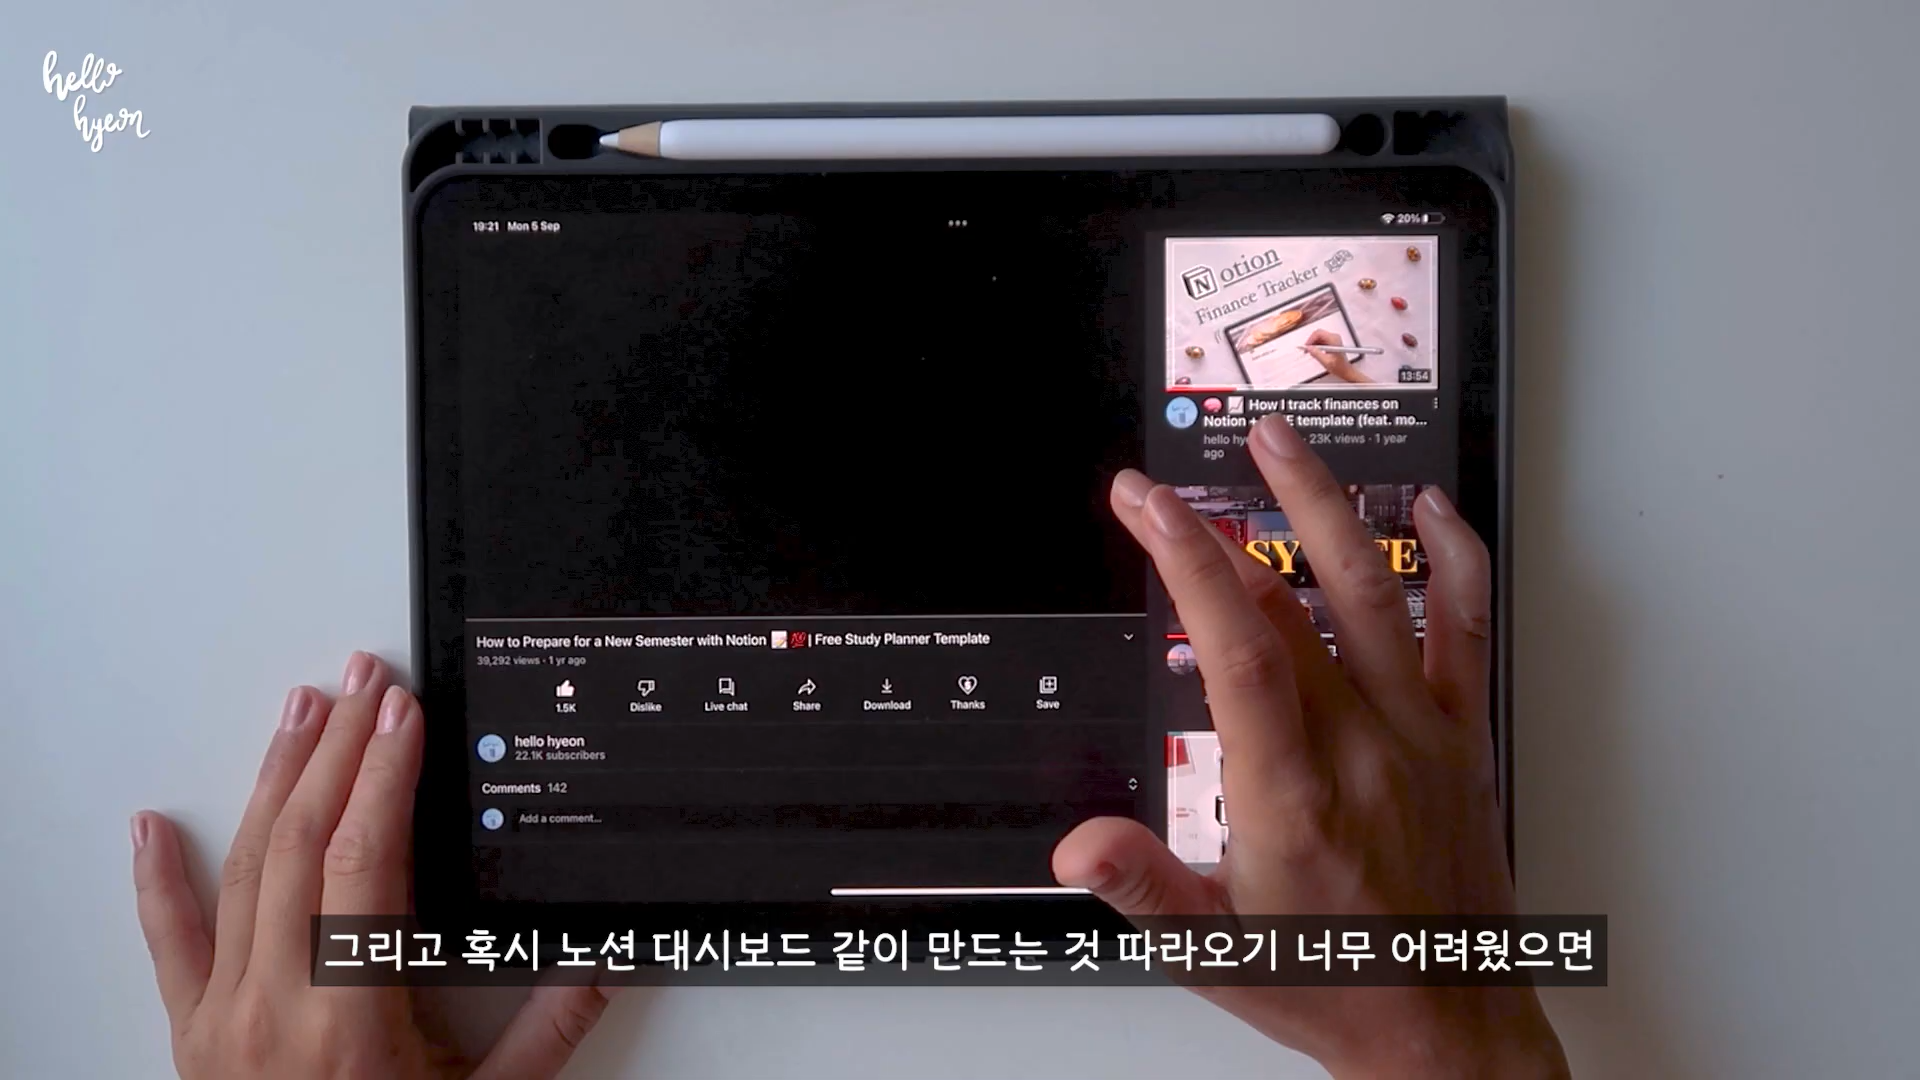 hello
hyeon
19:21 Mon 5 Sep
20%
Notion
Finance Tracker
13:54
How I track finances on
Notion + template (feat. mo...
hello 23K views · 1 year
ago
How to Prepare for a New Semester with Notion 📈💯 | Free Study Planner Template
39,292 views · 1 yr ago
1.5K
Dislike
Live chat
Share
Download
Thanks
Save
hello hyeon
22.1K subscribers
Comments 142
Add a comment...
그리고 혹시 노션 대시보드 같이 만드는 것 따라오기 너무 어려웠으면